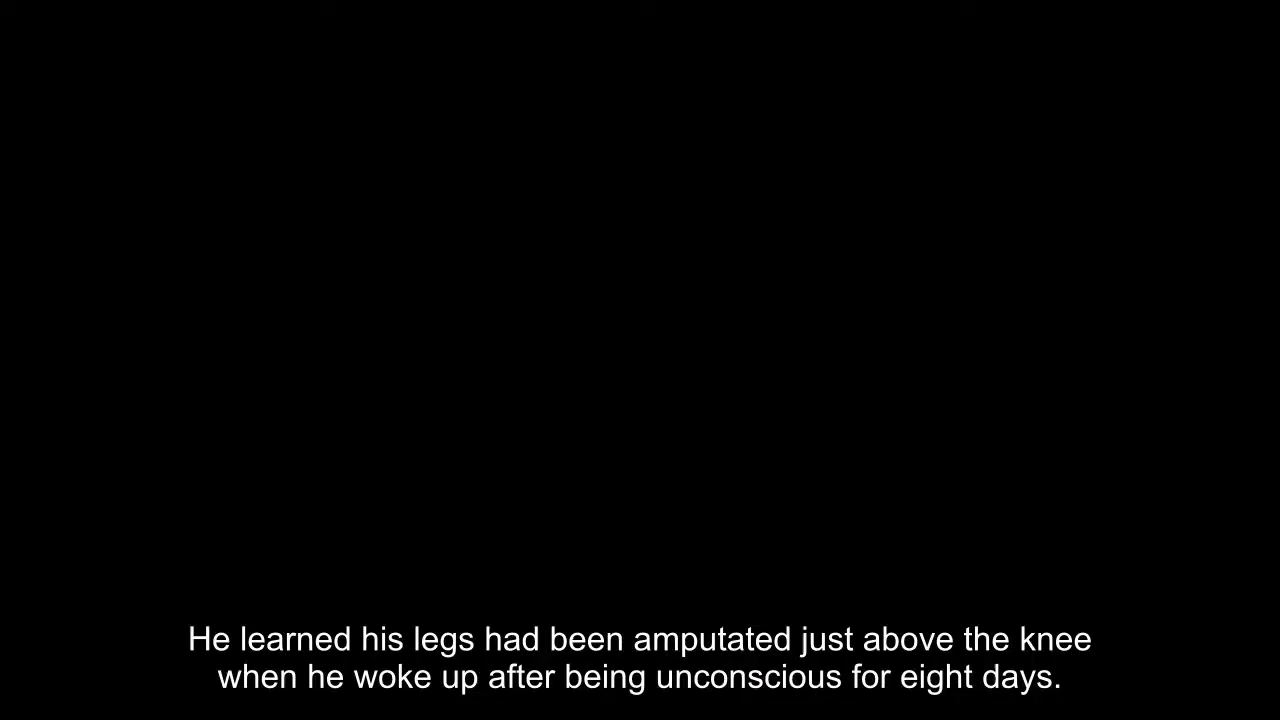 He learned his legs had been amputated just above the knee
when he woke up after being unconscious for eight days.